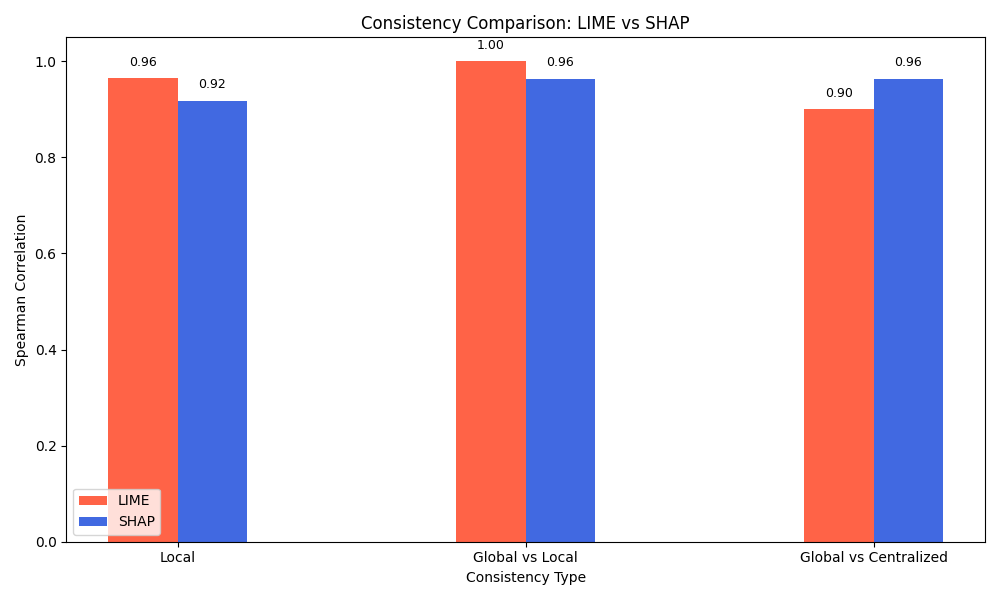 Consistency Comparison: LIME vs SHAP
1.00
0.96
0.92
0.96
0.90
0.96
1.0
0.8
0.6
0.4
0.2
0.0
Spearman Correlation
LIME
SHAP
Local
Global vs Local
Global vs Centralized
Consistency Type